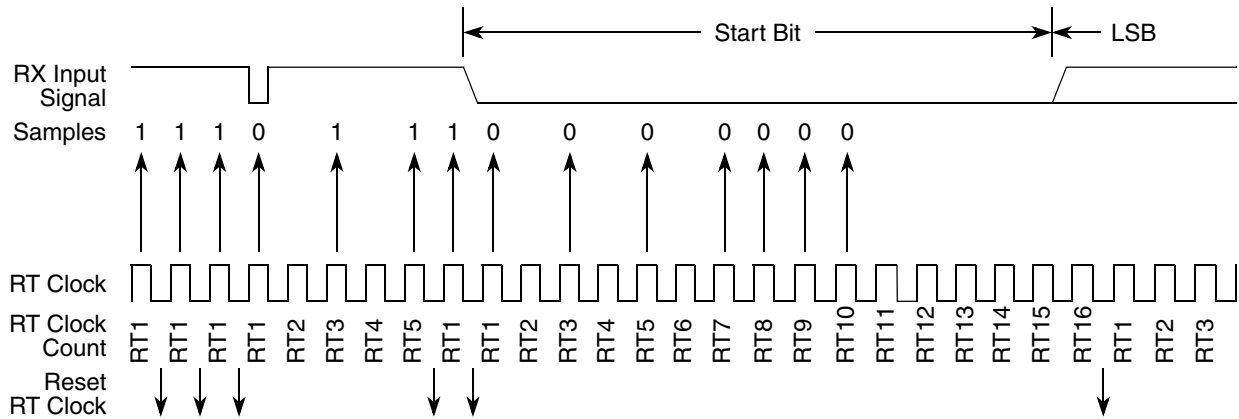 Start Bit LSB
RX Input
Signal
Samples 1 1 1 0 1 1 1 0 0 0 0 0 0 0
RT Clock
RT Clock
Count
RT1 RT1 RT1 RT1 RT2 RT3 RT4 RT5 RT1 RT1 RT2 RT3 RT4 RT5 RT6 RT7 RT8 RT9 RT10 RT11 RT12 RT13 RT14 RT15 RT16 RT1 RT2 RT3
Reset
RT Clock